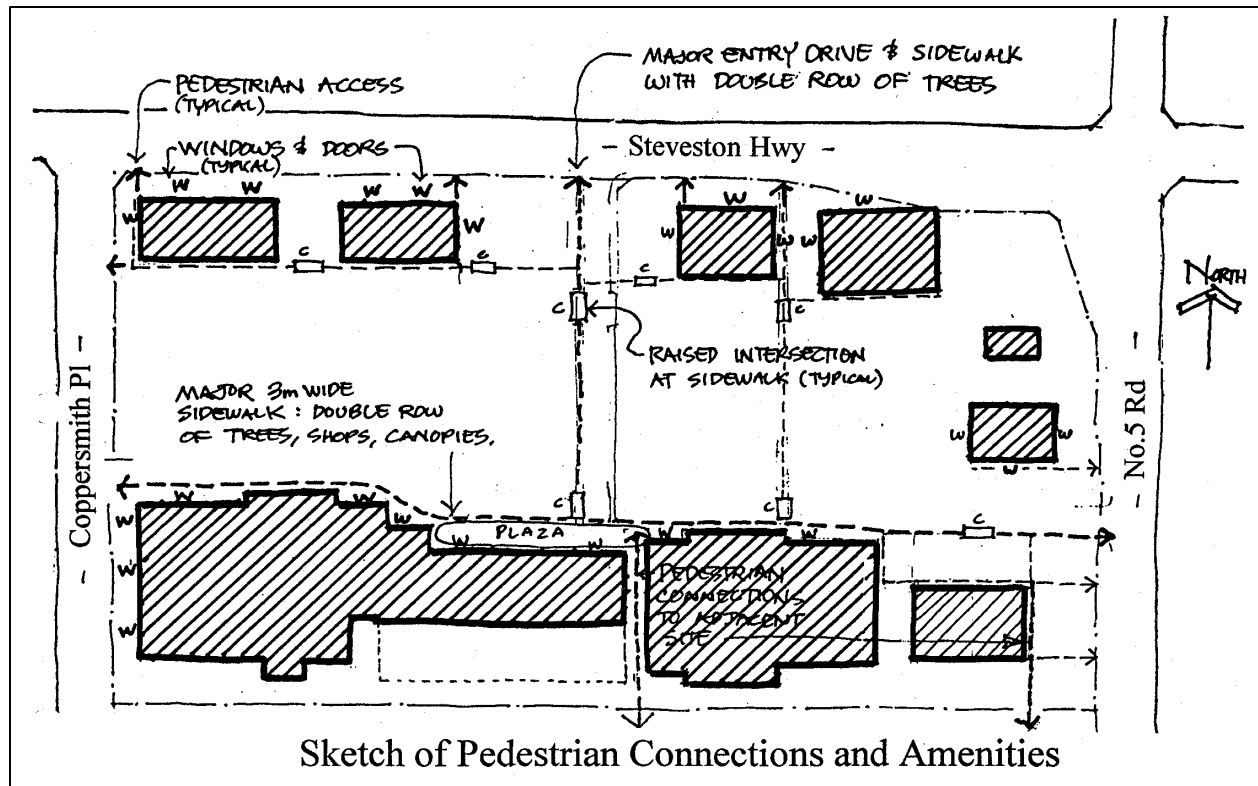 MAJOR ENTRY DRIVE & SIDEWALK
WITH DOUBLE ROW OF TREES
PEDESTRIAN ACCESS
(TYPICAL)
WINDOWS & DOORS
(TYPICAL)
- Steveston Hwy -
W W W W W W
W W W W W
C C C
C C
NORTH
RAISED INTERSECTION
AT SIDEWALK (TYPICAL)
MAJOR 3m WIDE
SIDEWALK : DOUBLE ROW
OF TREES, SHOPS, CANOPIES.
- Coppersmith Pl -
- No.5 Rd -
W W
W
C C
W W
W W
PLAZA
W W
C
W W W W
W
W
PEDESTRIAN
CONNECTIONS
TO ADJACENT
SITE
Sketch of Pedestrian Connections and Amenities